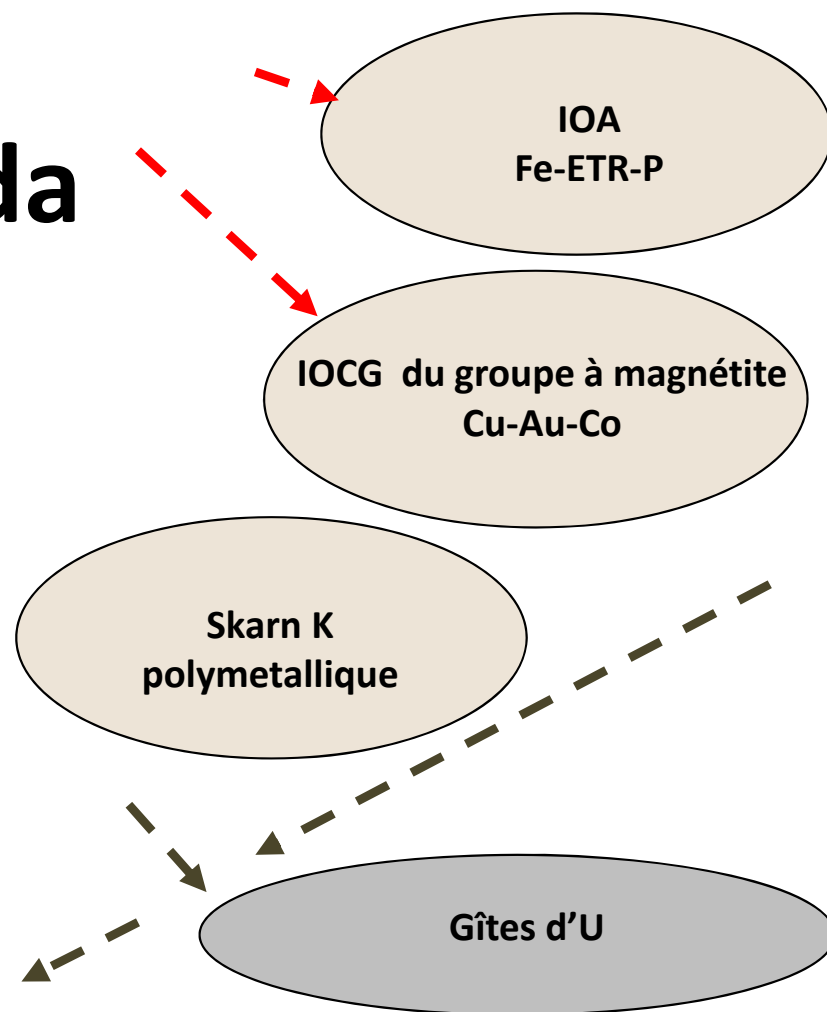 da
IOA
Fe-ETR-P
IOCG du groupe à magnétite
Cu-Au-Co
Skarn K
polymetallique
Gîtes d’U